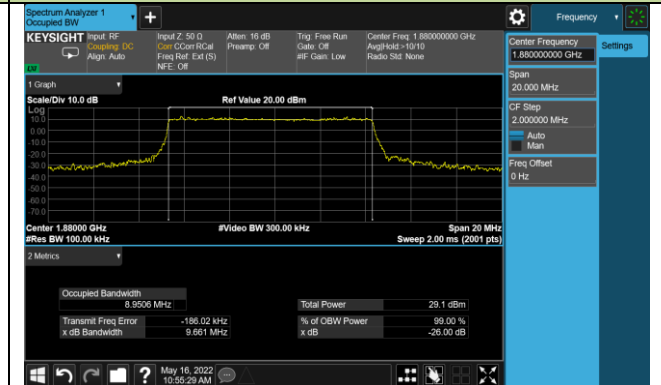 Spectrum Analyzer 1
Occupied BW
Frequency
KEYSIGHT
Input: RF
Coupling: DC
Align: Auto
Input Z: 50 Ω
Corr CCorr RCal
Freq Ref: Ext (S)
NFE: Off
Atten: 16 dB
Preamp: Off
Trig: Free Run
Gate: Off
#IF Gain: Low
Center Freq: 1.880000000 GHz
Avg|Hold:>10/10
Radio Std: None
LXI
1 Graph
Scale/Div 10.0 dB
Ref Value 20.00 dBm
Log
10.0
0.00
-10.0
-20.0
-30.0
-40.0
-50.0
-60.0
-70.0
Center 1.88000 GHz
#Video BW 300.00 kHz
Span 20 MHz
#Res BW 100.00 kHz
Sweep 2.00 ms (2001 pts)
2 Metrics
Occupied Bandwidth
8.9506 MHz
Total Power
29.1 dBm
Transmit Freq Error
-186.02 kHz
% of OBW Power
99.00 %
x dB Bandwidth
9.661 MHz
x dB
-26.00 dB
Center Frequency
1.880000000 GHz
Settings
Span
20.000 MHz
CF Step
2.000000 MHz
Auto
Man
Freq Offset
0 Hz
?
May 16, 2022
10:55:29 AM